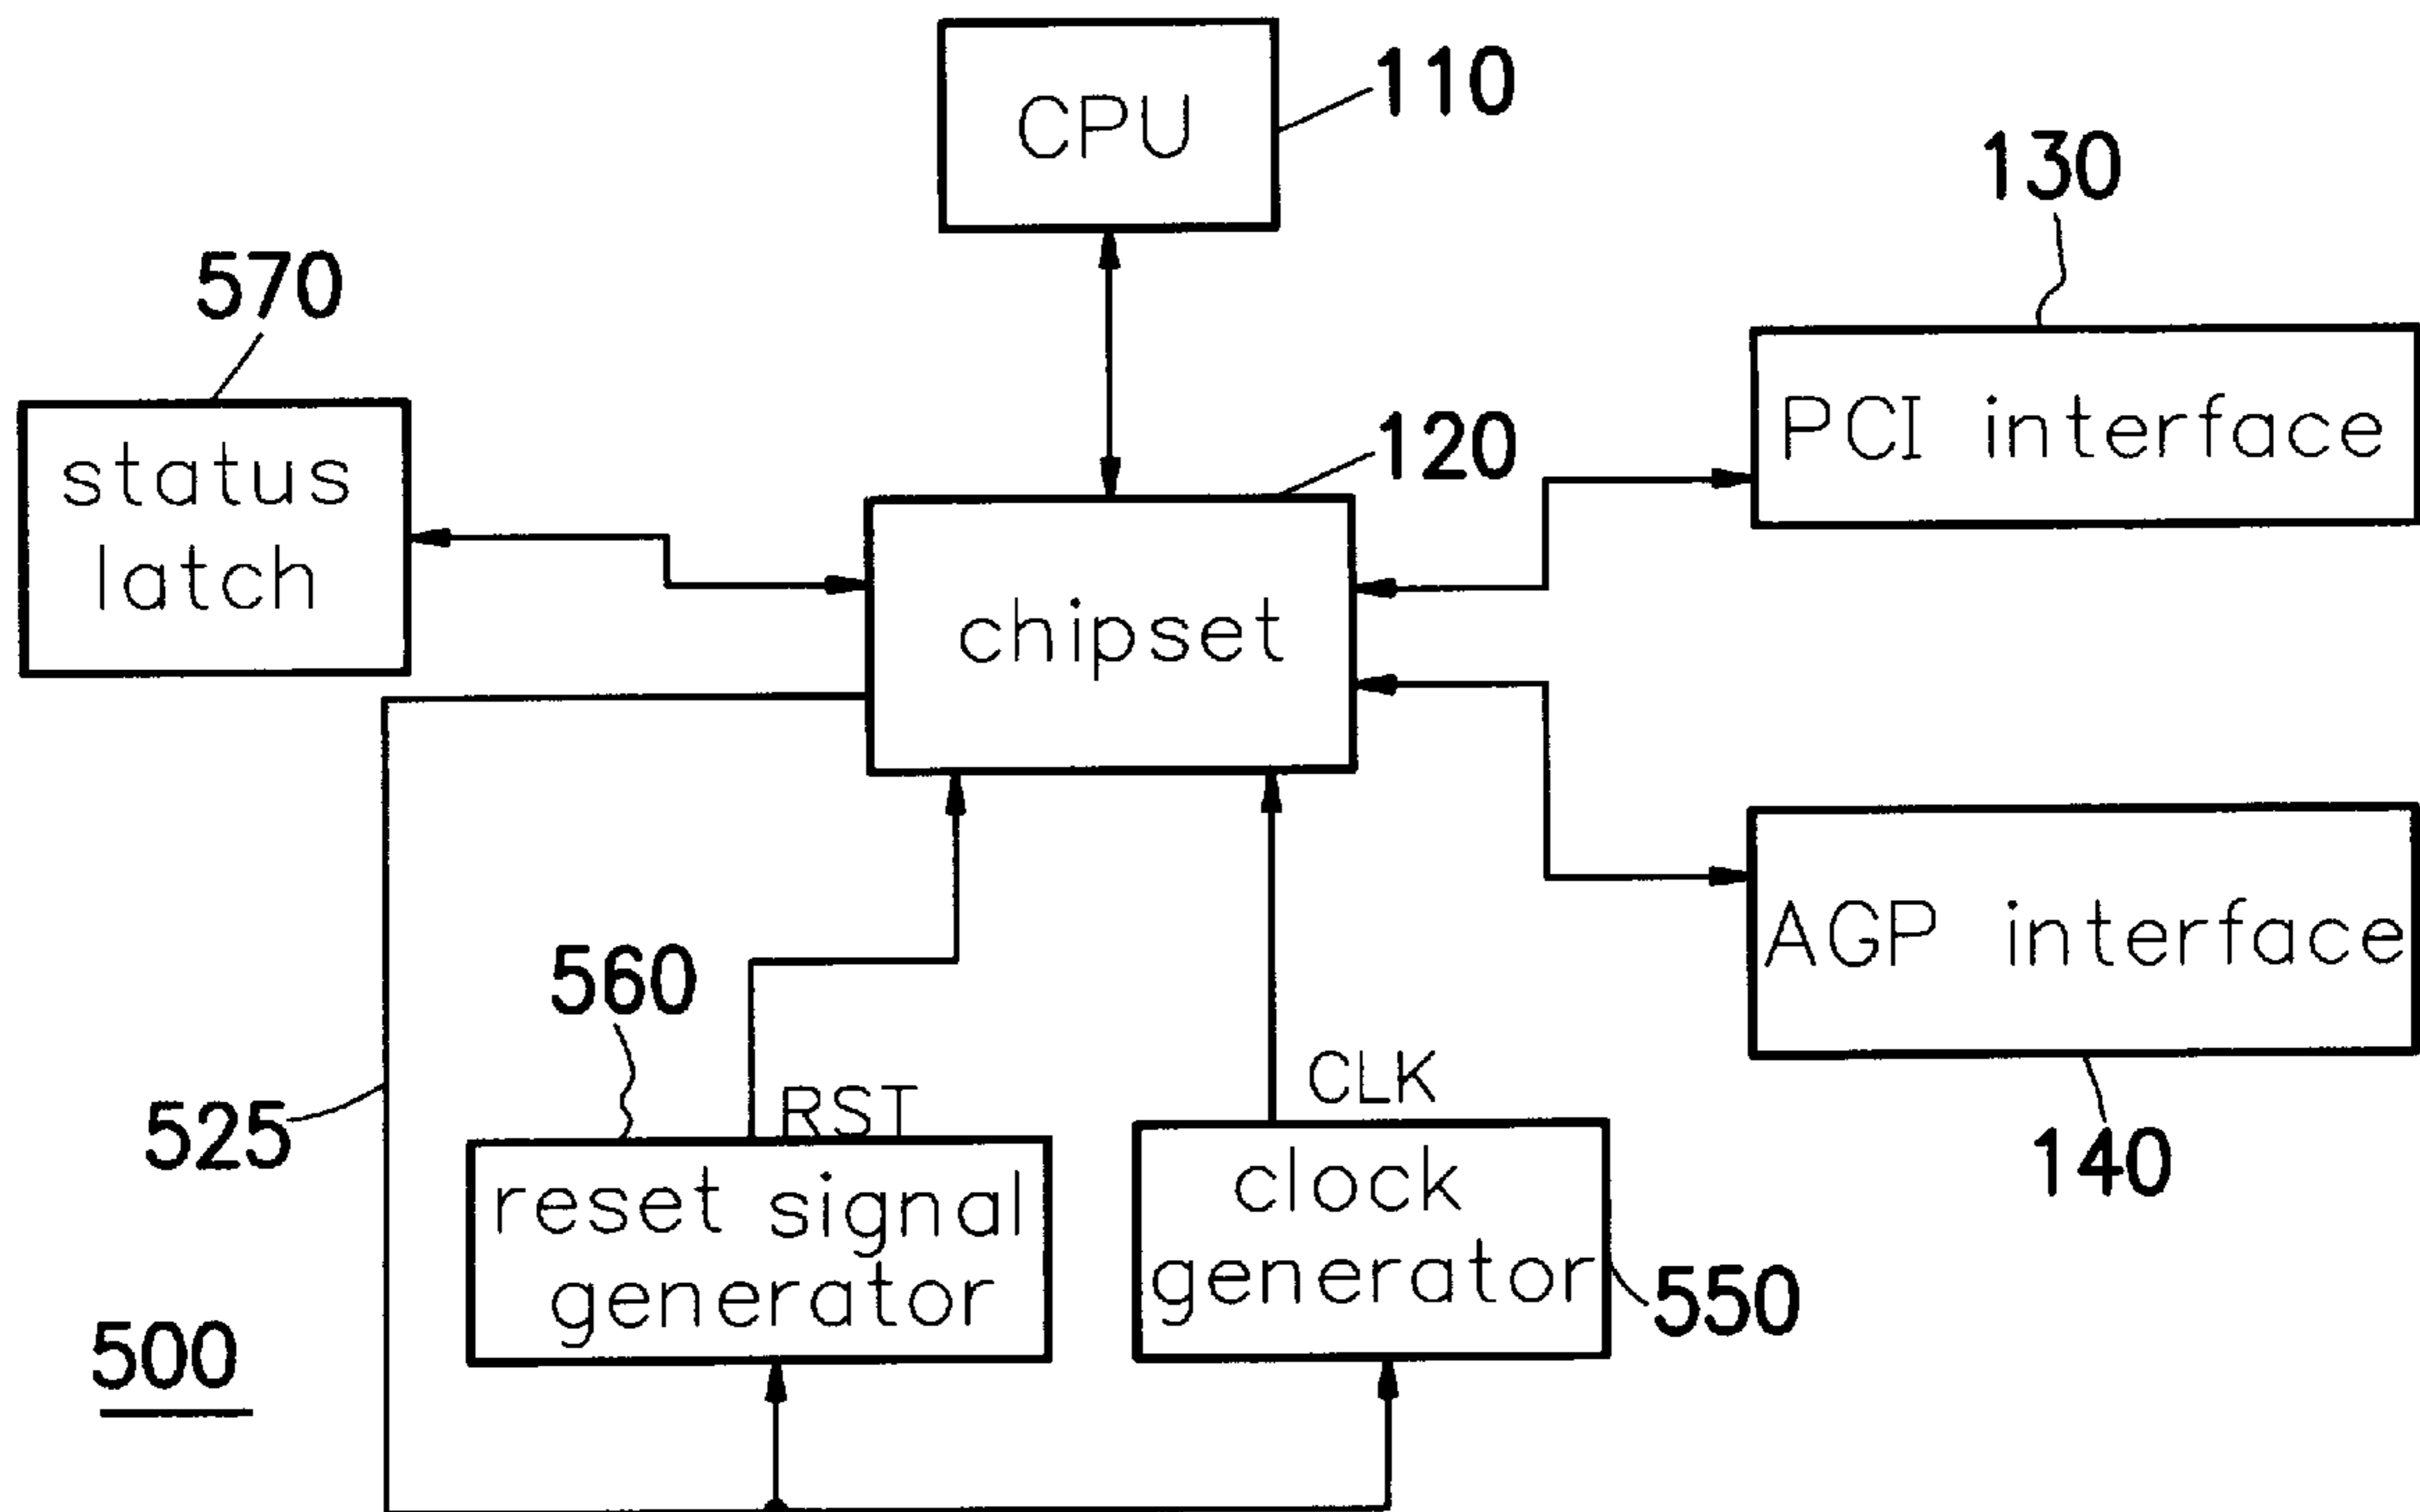 CPU
110
130
570
PCI interface
status
latch
120
chipset
AGP interface
560
CLK
RST
525
140
clock
generator
reset signal
generator
550
500